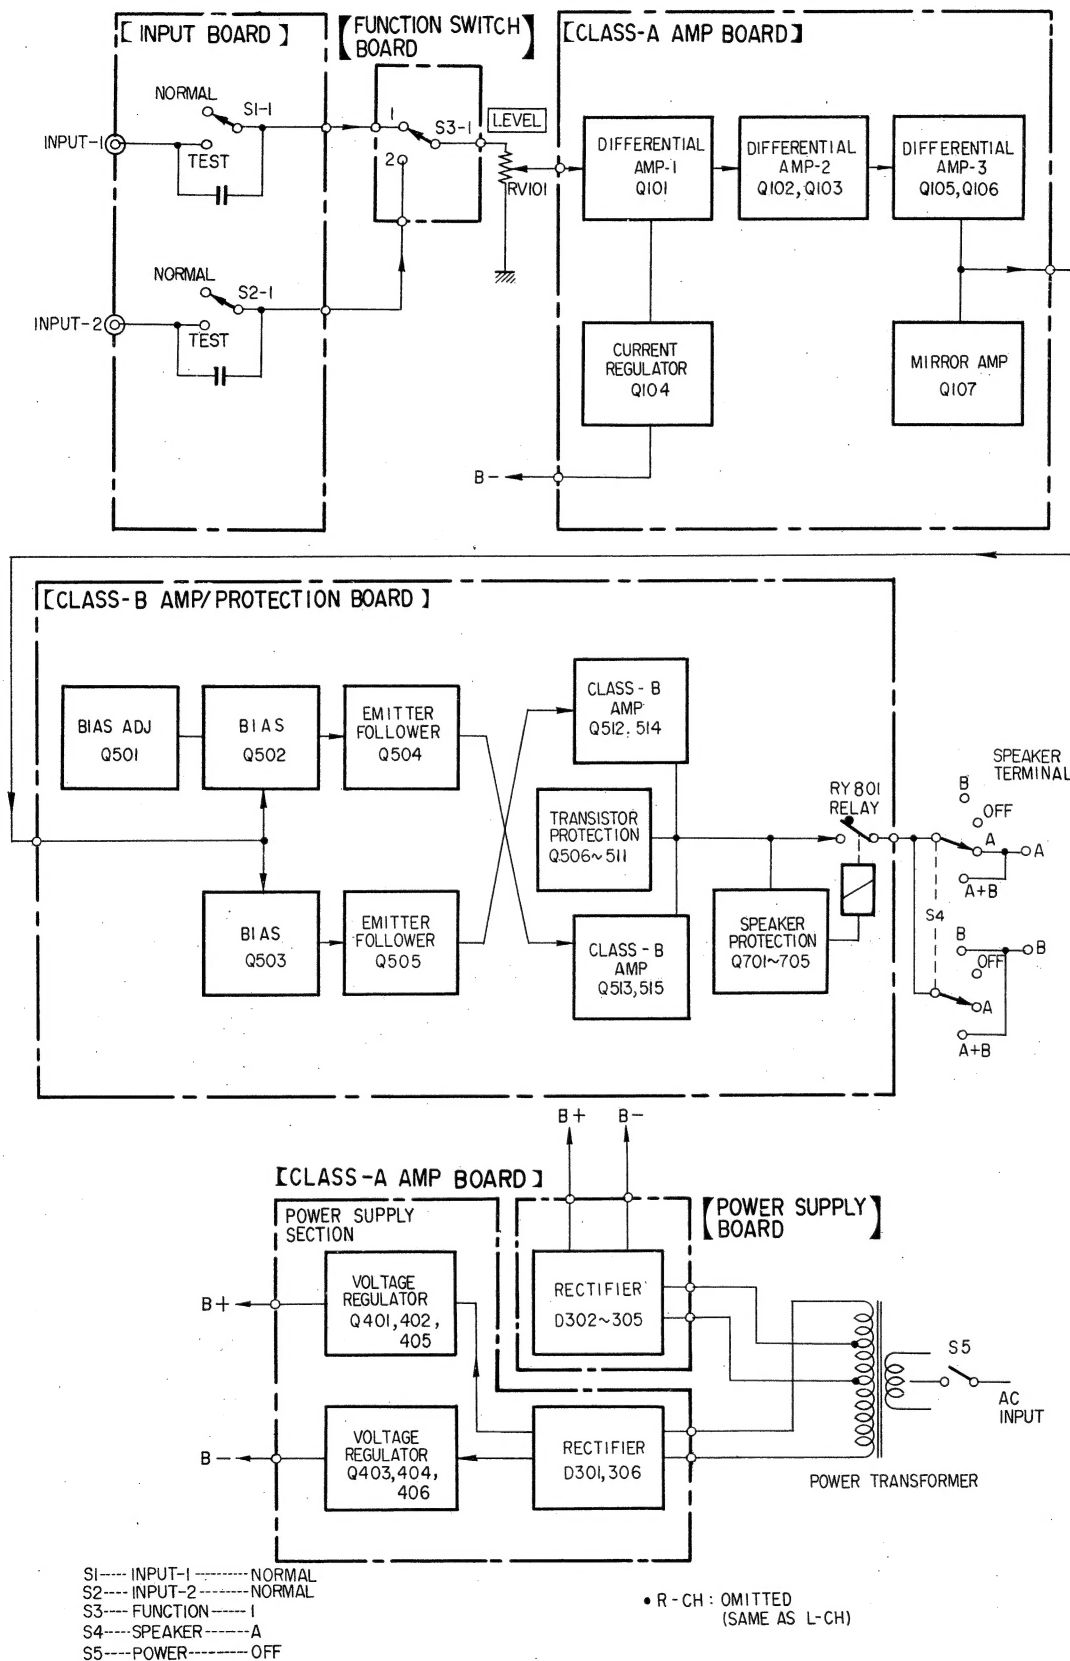 [INPUT BOARD]
NORMAL
S1-1
INPUT-1
TEST
NORMAL
S2-1
INPUT-2
TEST
[FUNCTION SWITCH
BOARD]
1
S3-1
2
LEVEL
RV101
[CLASS-A AMP BOARD]
DIFFERENTIAL
AMP-1
Q101
DIFFERENTIAL
AMP-2
Q102, Q103
DIFFERENTIAL
AMP-3
Q105, Q106
CURRENT
REGULATOR
Q104
MIRROR AMP
Q107
B-
[CLASS-B AMP/PROTECTION BOARD]
BIAS ADJ
Q501
BIAS
Q502
EMITTER
FOLLOWER
Q504
CLASS-B
AMP
Q512, 514
TRANSISTOR
PROTECTION
Q506~511
BIAS
Q503
EMITTER
FOLLOWER
Q505
CLASS-B
AMP
Q513,515
SPEAKER
PROTECTION
Q701~705
RY801
RELAY
SPEAKER
TERMINAL
B
OFF
A
A
A+B
S4
B
B
OFF
A
A+B
B+
B-
[CLASS-A AMP BOARD]
POWER SUPPLY
SECTION
[POWER SUPPLY
BOARD]
VOLTAGE
REGULATOR
Q401,402,
405
B+
RECTIFIER
D302~305
VOLTAGE
REGULATOR
Q403,404,
406
B-
RECTIFIER
D301,306
S5
AC
INPUT
POWER TRANSFORMER
S1----INPUT-1---------NORMAL
S2----INPUT-2--------NORMAL
S3----FUNCTION------1
S4----SPEAKER-------A
S5----POWER----------OFF
• R-CH: OMITTED
(SAME AS L-CH)